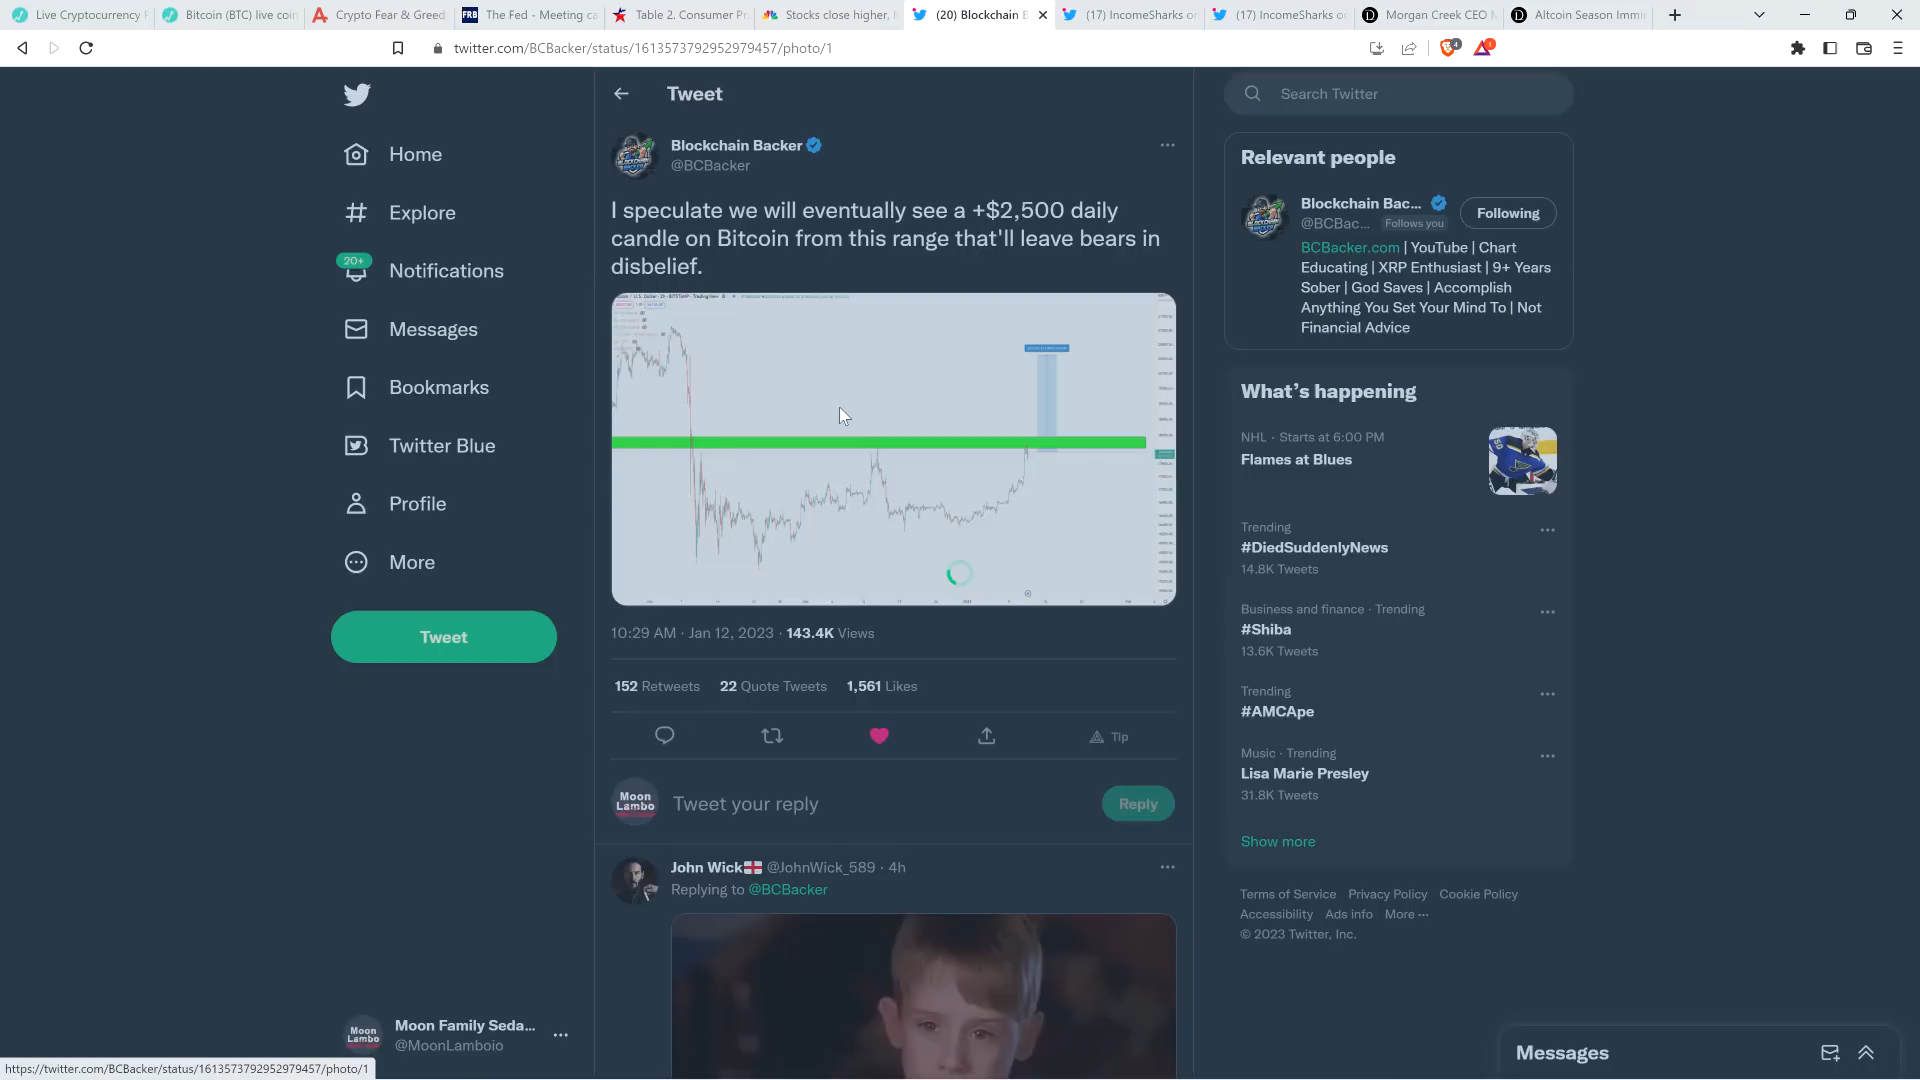 Live Cryptocurrency
Bitcoin (BTC) live coin
Crypto Fear & Greed
FRB The Fed - Meeting ca
Table 2. Consumer P
Stocks close higher,
(20) Blockchain B
(17) IncomeSharks or
(17) IncomeSharks or
Morgan Creek CEO
Altcoin Season Immi
twitter.com/BCBacker/status/1613573792952979457/photo/1
4
1
Home
Explore
20+
Notifications
Messages
Bookmarks
Twitter Blue
Profile
More
Tweet
Moon Lambo
Moon Family Seda...
@MoonLamboio
https://twitter.com/BCBacker/status/1613573792952979457/photo/1
Tweet
Blockchain Backer
@BCBacker
I speculate we will eventually see a +$2,500 daily
candle on Bitcoin from this range that'll leave bears in
disbelief.
10:29 AM · Jan 12, 2023 · 143.4K Views
152 Retweets 22 Quote Tweets 1,561 Likes
Tip
Moon Lambo
Tweet your reply
Reply
John Wick @JohnWick_589 · 4h
Replying to @BCBacker
Search Twitter
Relevant people
Blockchain Bac...
@BCBac... Follows you
Following
BCBacker.com | YouTube | Chart
Educating | XRP Enthusiast | 9+ Years
Sober | God Saves | Accomplish
Anything You Set Your Mind To | Not
Financial Advice
What's happening
NHL · Starts at 6:00 PM
Flames at Blues
Trending
#DiedSuddenlyNews
14.8K Tweets
Business and finance · Trending
#Shiba
13.6K Tweets
Trending
#AMCApe
Music · Trending
Lisa Marie Presley
31.8K Tweets
Show more
Terms of Service Privacy Policy Cookie Policy
Accessibility Ads info More ···
© 2023 Twitter, Inc.
Messages